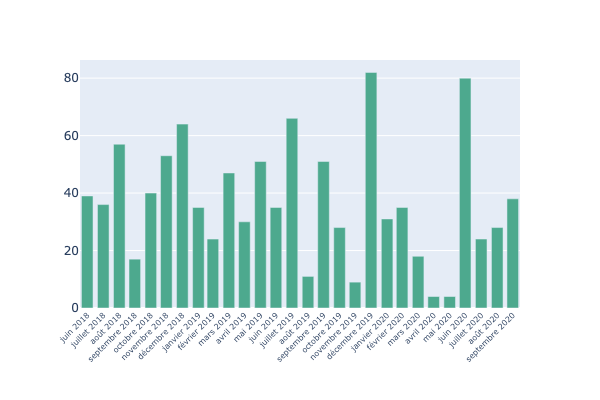 80
60
40
20
0
juin 2018
juillet 2018
août 2018
septembre 2018
octobre 2018
novembre 2018
décembre 2018
janvier 2019
février 2019
mars 2019
avril 2019
mai 2019
juin 2019
juillet 2019
août 2019
septembre 2019
octobre 2019
novembre 2019
décembre 2019
janvier 2020
février 2020
mars 2020
avril 2020
mai 2020
juin 2020
juillet 2020
août 2020
septembre 2020